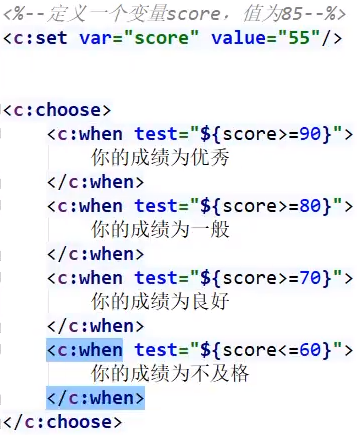 <%--定义一个变量score，值为85--%>
<c:set var="score" value="55"/>
<c:choose>
<c:when test="${score>=90}">
你的成绩为优秀
</c:when>
<c:when test="${score>=80}">
你的成绩为一般
</c:when>
<c:when test="${score>=70}">
你的成绩为良好
</c:when>
<c:when test="${score<=60}">
你的成绩为不及格
</c:when>
</c:choose>